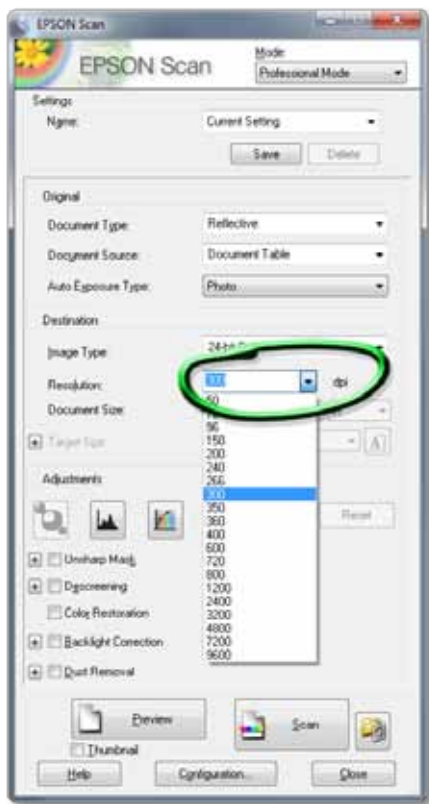 EPSON Scan
EPSON Scan
Mode:
Professional Mode
Settings
Name:
Current Setting
Save
Delete
Original
Document Type:
Reflective
Document Source:
Document Table
Auto Exposure Type:
Photo
Destination
Image Type:
24-bit
Resolution:
300
dpi
50
Document Size:
96
150
Target Size:
200
240
Adjustments
266
300
350
360
Reset
400
600
Unsharp Mask
720
800
Descreening
1200
2400
Color Restoration
3200
4800
Backlight Correction
7200
9600
Dust Removal
Preview
Scan
Thumbnail
Help
Configuration...
Close